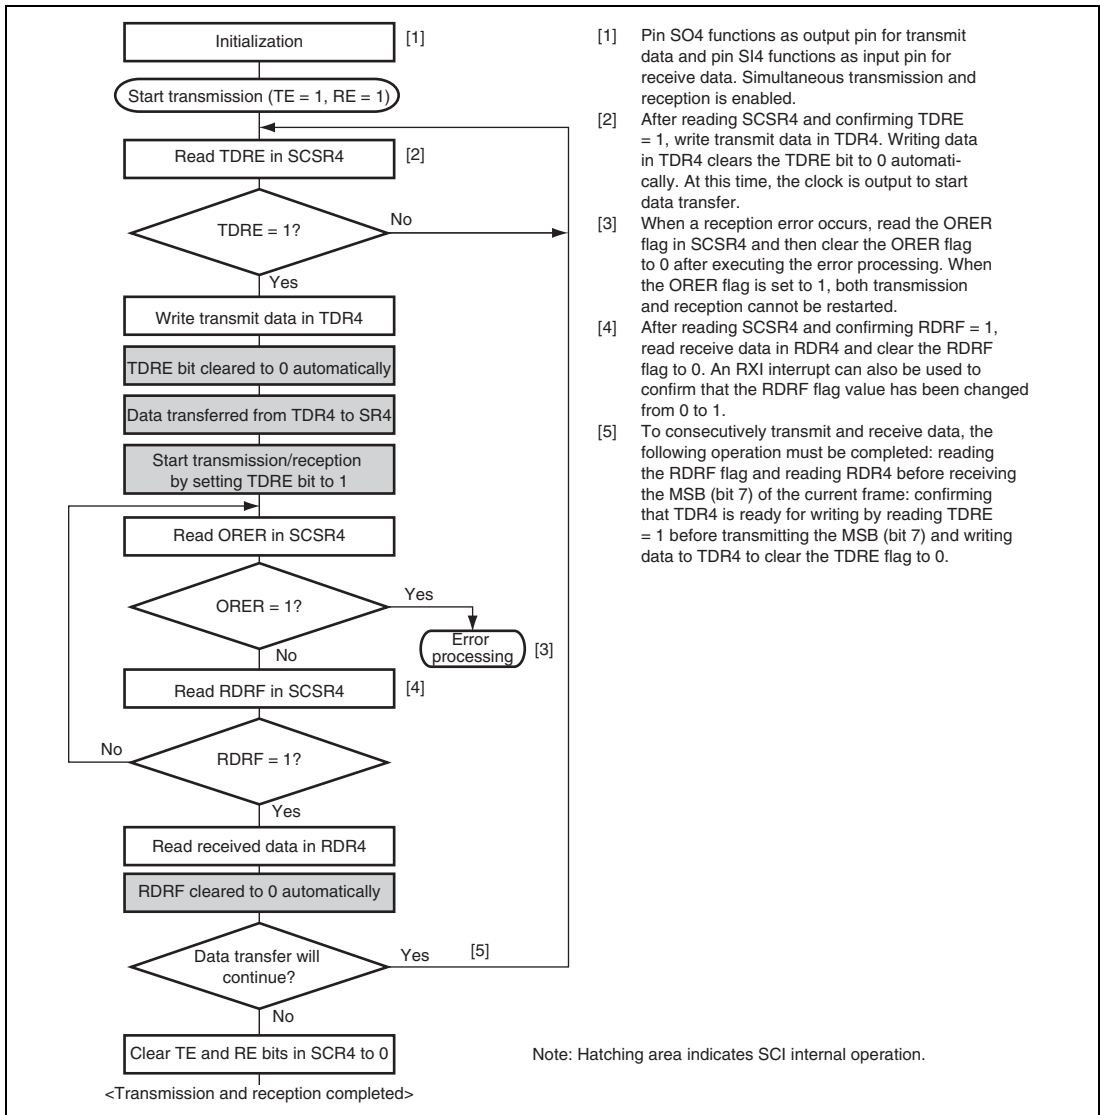 Initialization
[1]
Start transmission (TE = 1, RE = 1)
Read TDRE in SCSR4
[2]
TDRE = 1?
No
Yes
Write transmit data in TDR4
TDRE bit cleared to 0 automatically
Data transferred from TDR4 to SR4
Start transmission/reception
by setting TDRE bit to 1
Read ORER in SCSR4
ORER = 1?
Yes
Error
processing
[3]
No
Read RDRF in SCSR4
[4]
No
RDRF = 1?
Yes
Read received data in RDR4
RDRF cleared to 0 automatically
Data transfer will
continue?
Yes
[5]
No
Clear TE and RE bits in SCR4 to 0
<Transmission and reception completed>
[1] Pin SO4 functions as output pin for transmit
data and pin SI4 functions as input pin for
receive data. Simultaneous transmission and
reception is enabled.
[2] After reading SCSR4 and confirming TDRE
= 1, write transmit data in TDR4. Writing data
in TDR4 clears the TDRE bit to 0 automati-
cally. At this time, the clock is output to start
data transfer.
[3] When a reception error occurs, read the ORER
flag in SCSR4 and then clear the ORER flag
to 0 after executing the error processing. When
the ORER flag is set to 1, both transmission
and reception cannot be restarted.
[4] After reading SCSR4 and confirming RDRF = 1,
read receive data in RDR4 and clear the RDRF
flag to 0. An RXI interrupt can also be used to
confirm that the RDRF flag value has been changed
from 0 to 1.
[5] To consecutively transmit and receive data, the
following operation must be completed: reading
the RDRF flag and reading RDR4 before receiving
the MSB (bit 7) of the current frame: confirming
that TDR4 is ready for writing by reading TDRE
= 1 before transmitting the MSB (bit 7) and writing
data to TDR4 to clear the TDRE flag to 0.
Note: Hatching area indicates SCI internal operation.